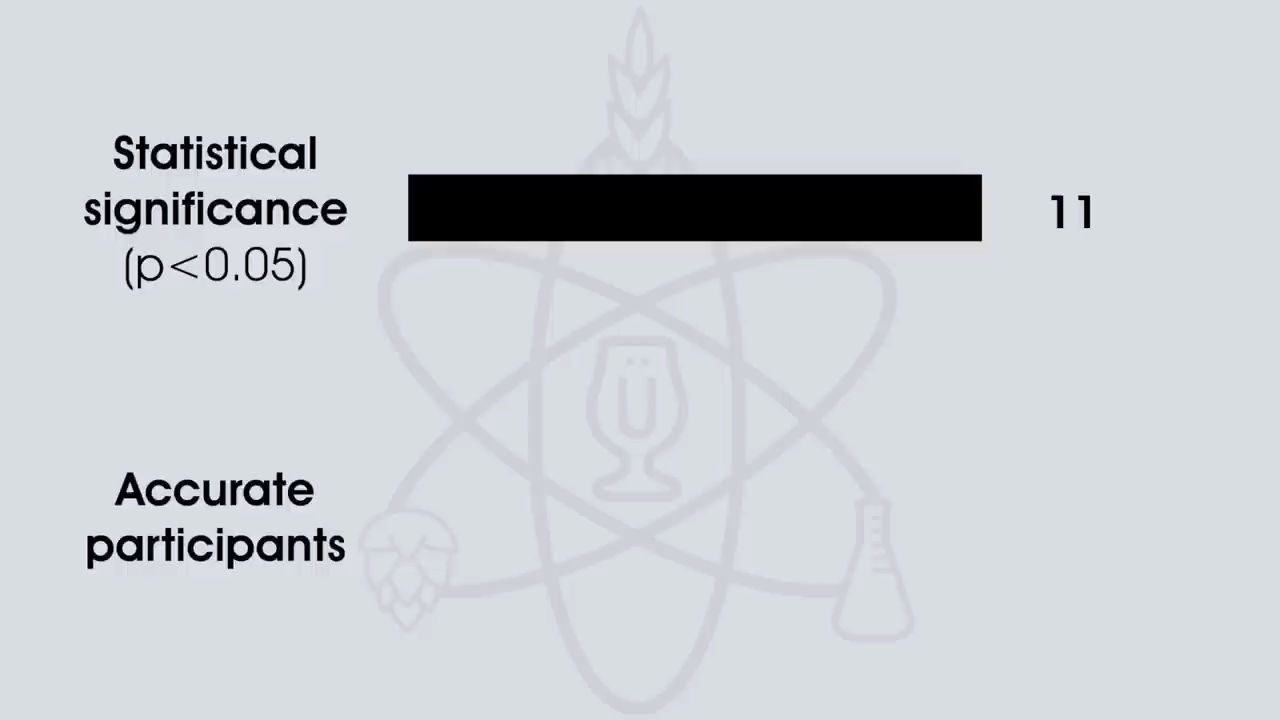 Statistical
significance
(p<0.05)
11
Ü
Accurate
participants